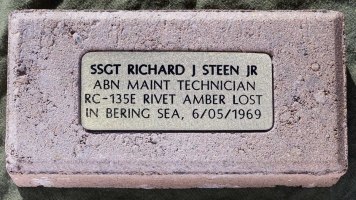 SSGT RICHARD J STEEN JR
ABN MAINT TECHNICIAN
RC-135E RIVET AMBER LOST
IN BERING SEA, 6/05/1969